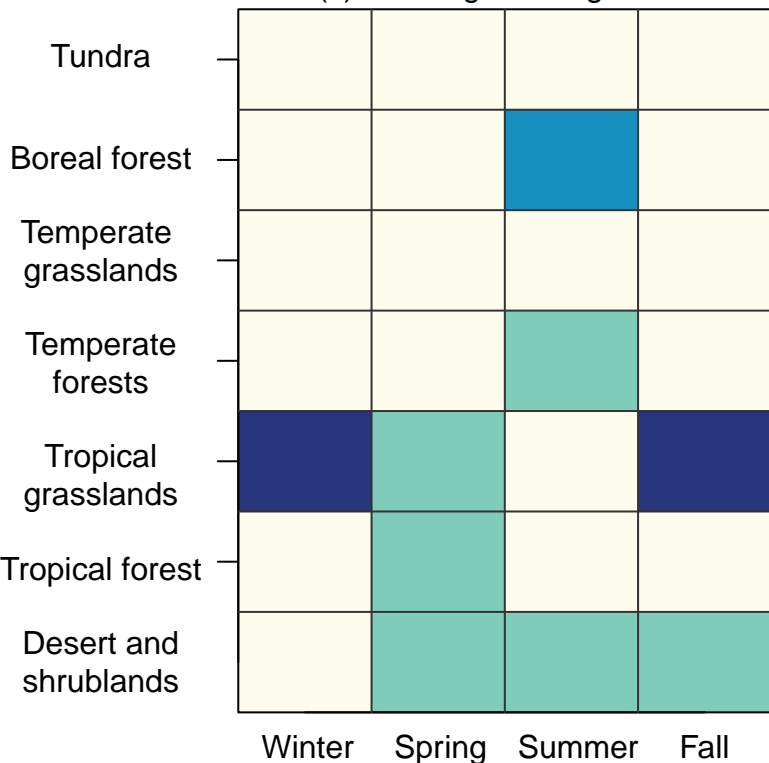 Tundra
Boreal forest
Temperate
grasslands
Temperate
forests
Tropical
grasslands
Tropical forest
Desert and
shrublands
Winter Spring Summer Fall